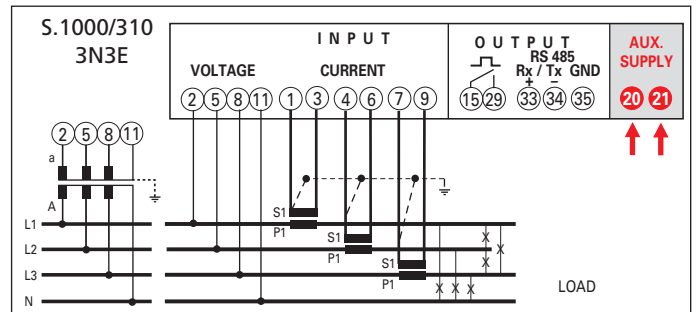 S.1000/310
3N3E
INPUT
VOLTAGE
CURRENT
2 5 8 11 1 3 4 6 7 9
OUTPUT
RS 485
Rx / Tx GND
+ −
15 29 33 34 35
AUX.
SUPPLY
20 21
2 5 8 11
a
A
S1
P1
S1
P1
S1
P1
L1
L2
L3
N
X
X X
X
X X X
LOAD